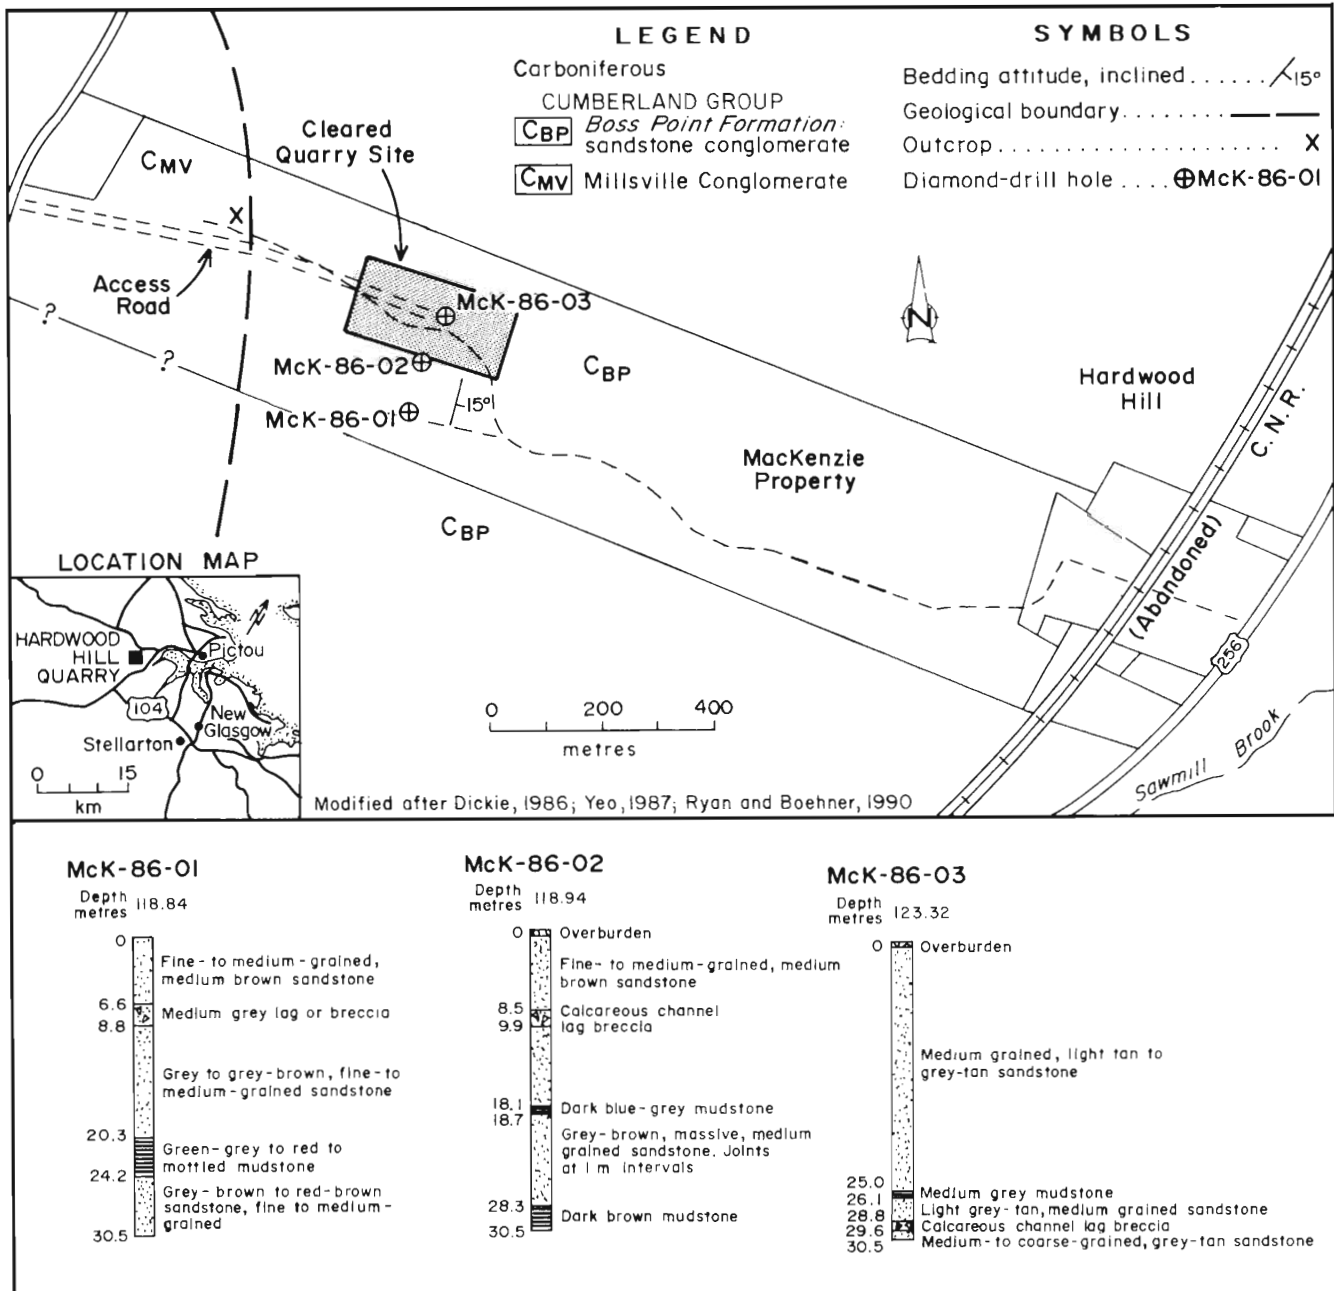 LEGEND
Carboniferous
CUMBERLAND GROUP
CBP Boss Point Formation:
sandstone conglomerate
CMV Millsville Conglomerate
SYMBOLS
Bedding attitude, inclined ...... 15°
Geological boundary ........
Outcrop ...................... X
Diamond-drill hole .... ⊕McK-86-01
Cleared
Quarry Site
CMV
X
Access
Road
?
?
McK-86-03
McK-86-02
15°
McK-86-01
CBP
CBP
N
Hardwood
Hill
MacKenzie
Property
C. N. R.
(Abandoned)
256
Sawmill Brook
LOCATION MAP
HARDWOOD
HILL
QUARRY
Pictou
104
New
Glasgow
Stellarton
0 15
km
N
0 200 400
metres
Modified after Dickie, 1986; Yeo, 1987; Ryan and Boehner, 1990
McK-86-01
Depth
metres 118.84
0
Fine- to medium-grained,
medium brown sandstone
6.6
Medium grey lag or breccia
8.8
Grey to grey-brown, fine- to
medium-grained sandstone
20.3
Green-grey to red to
mottled mudstone
24.2
Grey-brown to red-brown
sandstone, fine to medium-
grained
30.5
McK-86-02
Depth
metres 118.94
0 Overburden
Fine- to medium-grained, medium
brown sandstone
8.5 Calcareous channel
9.9 lag breccia
18.1 Dark blue-grey mudstone
18.7
Grey-brown, massive, medium
grained sandstone. Joints
at 1 m intervals
28.3
Dark brown mudstone
30.5
McK-86-03
Depth
metres 123.32
0 Overburden
Medium grained, light tan to
grey-tan sandstone
25.0
Medium grey mudstone
26.1
Light grey-tan, medium grained sandstone
28.8
Calcareous channel lag breccia
29.6
Medium-to coarse-grained, grey-tan sandstone
30.5